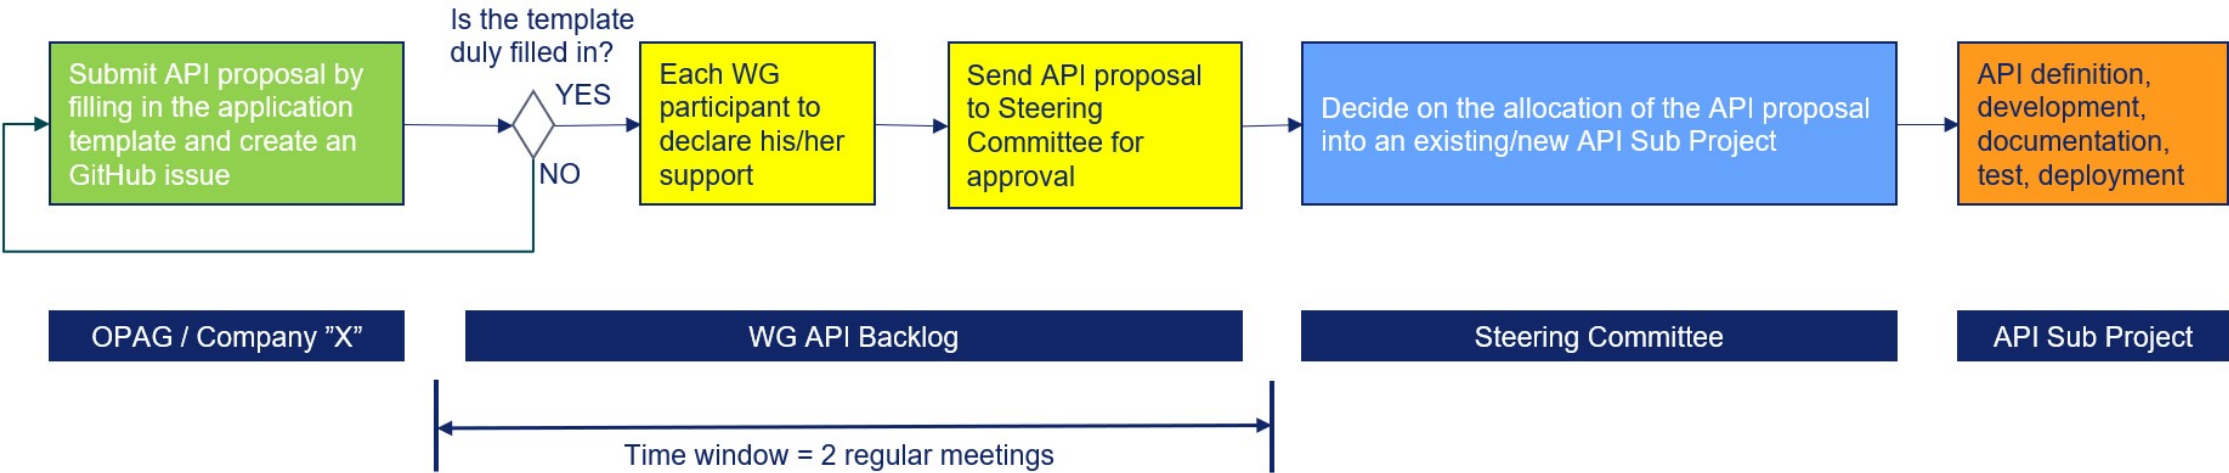 Submit API proposal by
filling in the application
template and create an
GitHub issue
Is the template
duly filled in?
YES
NO
Each WG
participant to
declare his/her
support
Send API proposal
to Steering
Committee for
approval
Decide on the allocation of the API proposal
into an existing/new API Sub Project
API definition,
development,
documentation,
test, deployment
OPAG / Company ”X”
WG API Backlog
Steering Committee
API Sub Project
Time window = 2 regular meetings